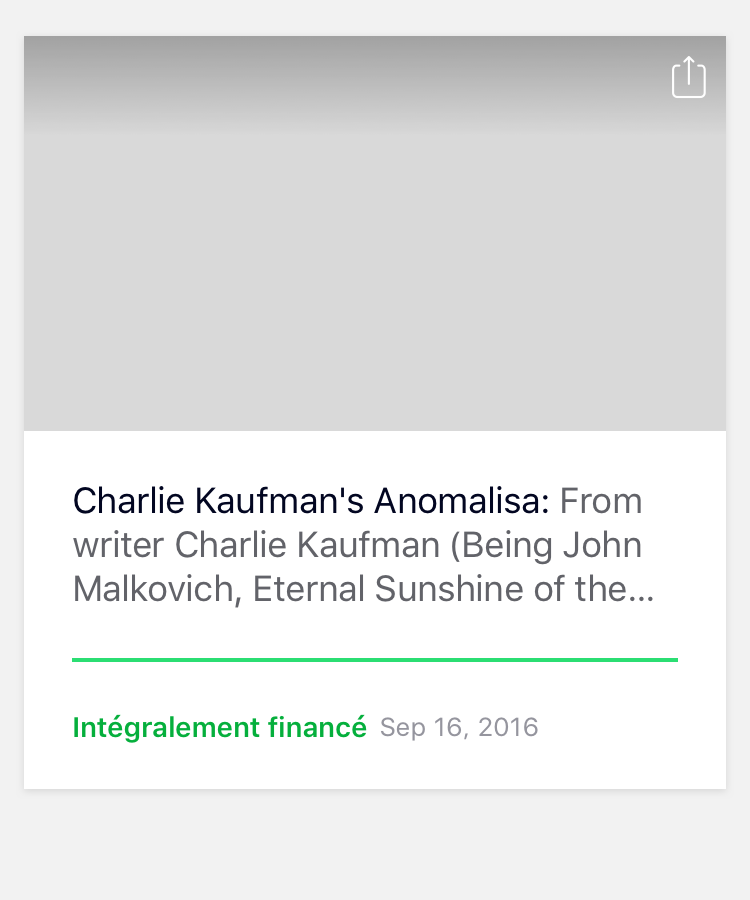 Charlie Kaufman's Anomalisa: From
writer Charlie Kaufman (Being John
Malkovich, Eternal Sunshine of the...
Intégralement financé Sep 16, 2016